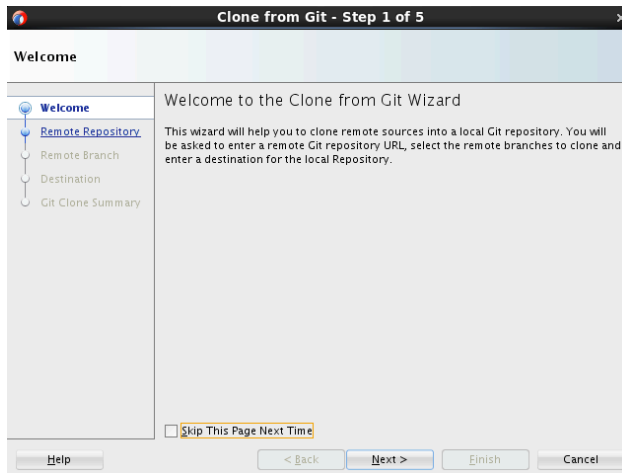 Clone from Git - Step 1 of 5
Welcome
Welcome
Remote Repository
Remote Branch
Destination
Git Clone Summary
Welcome to the Clone from Git Wizard
This wizard will help you to clone remote sources into a local Git repository. You will
be asked to enter a remote Git repository URL, select the remote branches to clone and
enter a destination for the local Repository.
Skip This Page Next Time
Help
< Back
Next >
Finish
Cancel